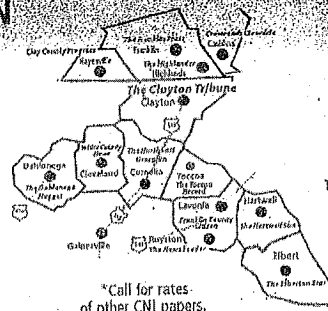 N
The Franklin Press
Franklin
Crossroads Chronicle
Cashiers
Clay County Progress
Hayesville
The Highlander
Highlands
The Clayton Tribune
Clayton
Dahlonega
The Dahlonega
Nugget
White County
News
Cleveland
The Northeast
Georgian
Cornelia
Toccoa
The Toccoa
Record
Lavonia
Franklin County
Citizen
Hartwell
The Hartwell Sun
Gainesville
Royston
The News Leader
Elbert
The Elberton Star
*Call for rates
of other CNI papers.